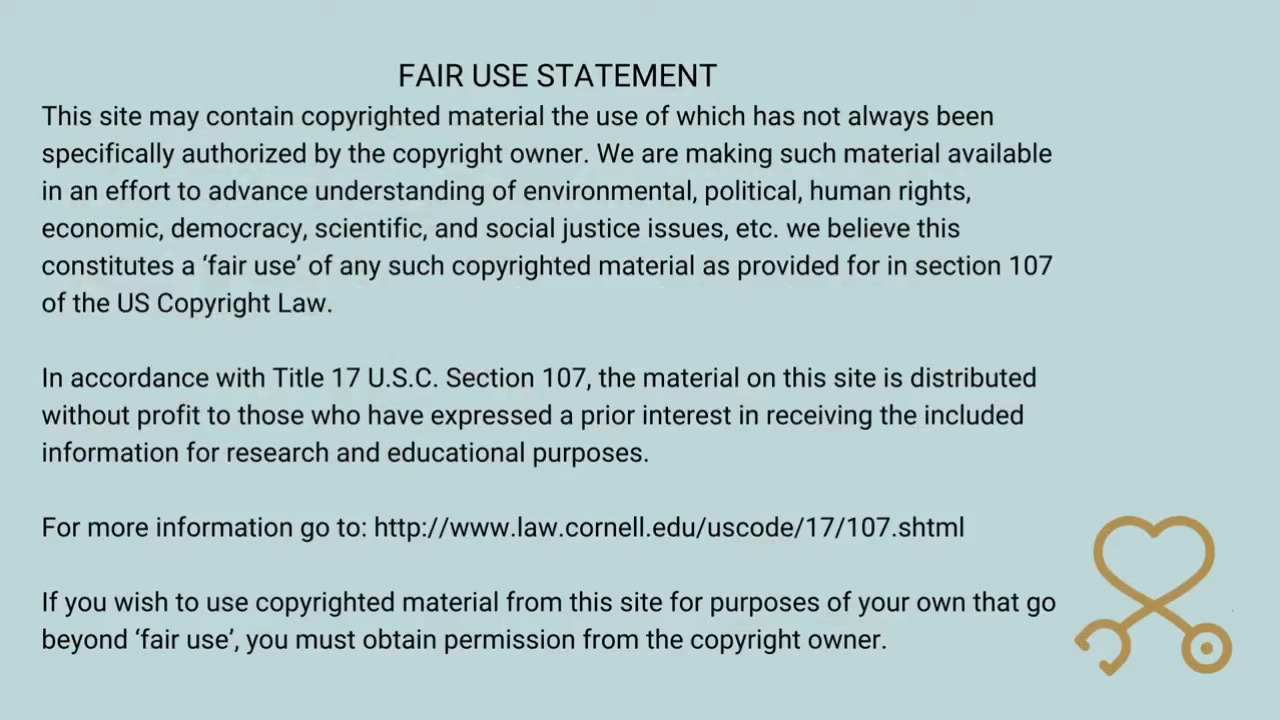 FAIR USE STATEMENT
This site may contain copyrighted material the use of which has not always been
specifically authorized by the copyright owner. We are making such material available
in an effort to advance understanding of environmental, political, human rights,
economic, democracy, scientific, and social justice issues, etc. we believe this
constitutes a ‘fair use’ of any such copyrighted material as provided for in section 107
of the US Copyright Law.
In accordance with Title 17 U.S.C. Section 107, the material on this site is distributed
without profit to those who have expressed a prior interest in receiving the included
information for research and educational purposes.
For more information go to: http://www.law.cornell.edu/uscode/17/107.shtml
If you wish to use copyrighted material from this site for purposes of your own that go
beyond ‘fair use’, you must obtain permission from the copyright owner.